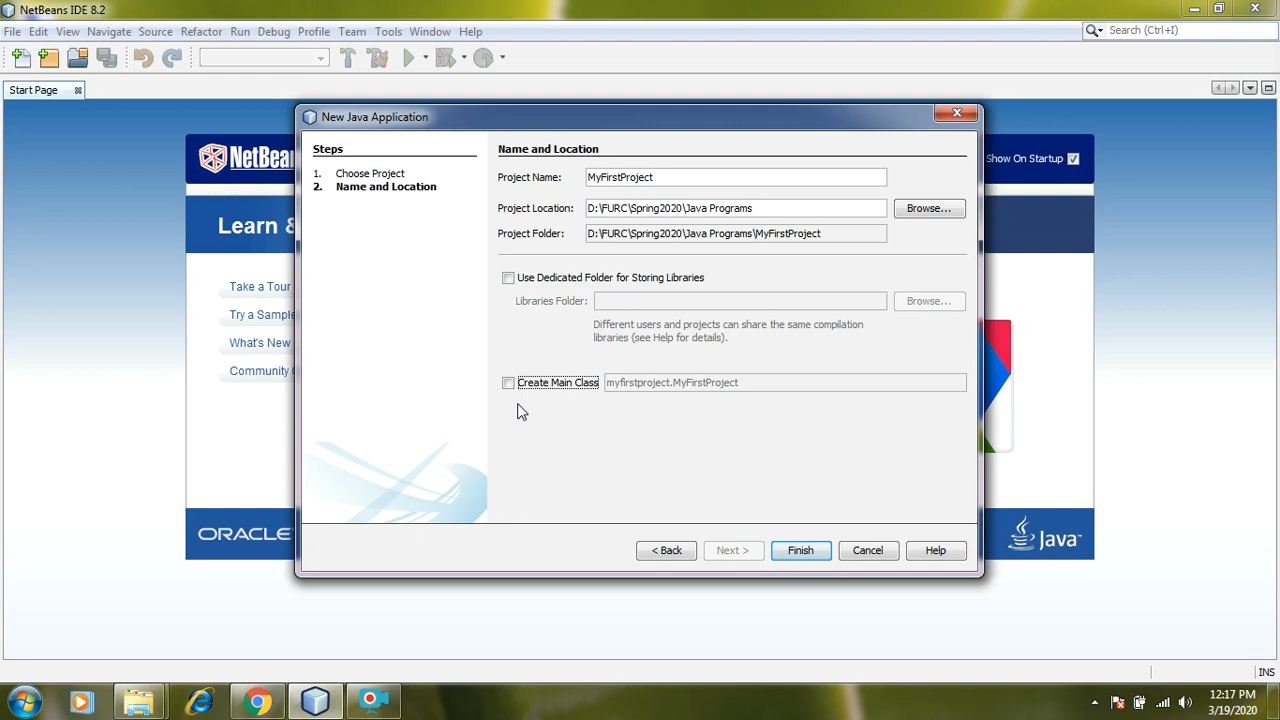 NetBeans IDE 8.2
File Edit View Navigate Source Refactor Run Debug Profile Team Tools Window Help
Search (Ctrl+I)
Start Page
NetBean
Show On Startup
Learn &
Take a Tour
Try a Sample
What's New
Community
ORACLE
Java
New Java Application
Steps
1. Choose Project
2. Name and Location
Name and Location
Project Name: MyFirstProject
Project Location: D:\FURC\Spring2020\Java Programs Browse...
Project Folder: D:\FURC\Spring2020\Java Programs\MyFirstProject
Use Dedicated Folder for Storing Libraries
Libraries Folder: Browse...
Different users and projects can share the same compilation
libraries (see Help for details).
Create Main Class myfirstproject.MyFirstProject
< Back Next > Finish Cancel Help
INS
12:17 PM
3/19/2020